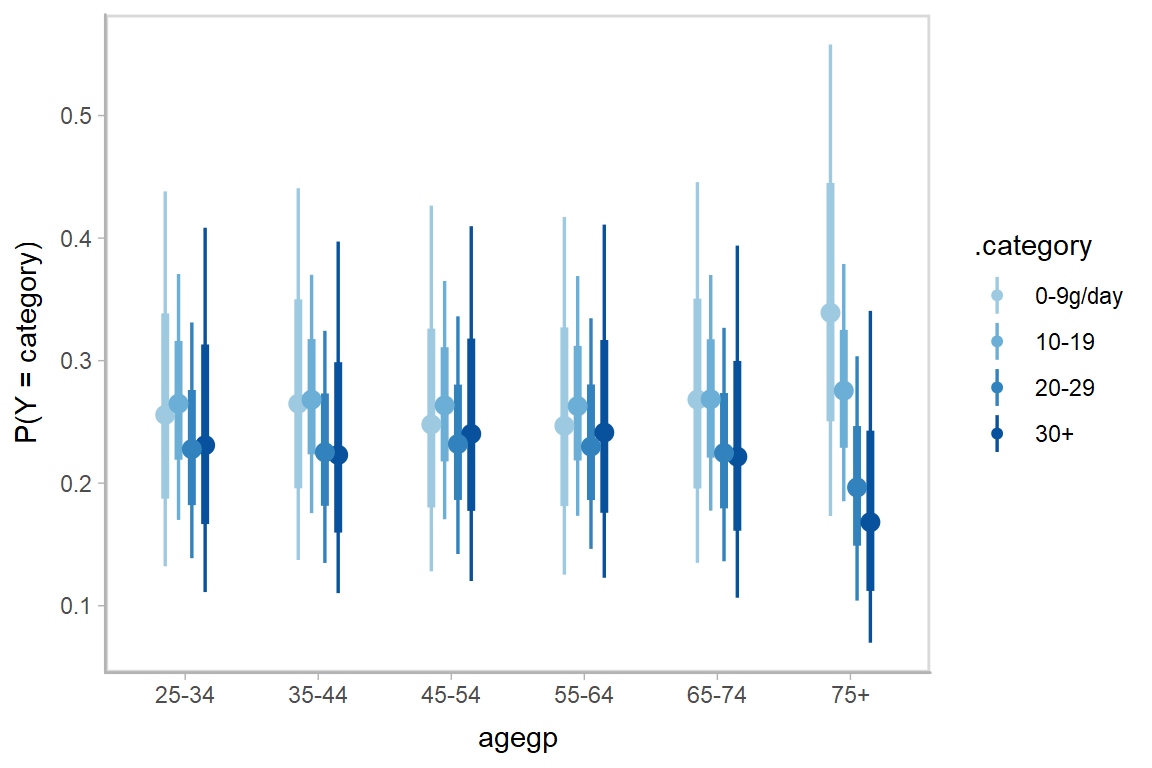 P(Y = category)
0.5
0.4
0.3
0.2
0.1
25-34 35-44 45-54 55-64 65-74 75+
agegp
.category
0-9g/day
10-19
20-29
30+